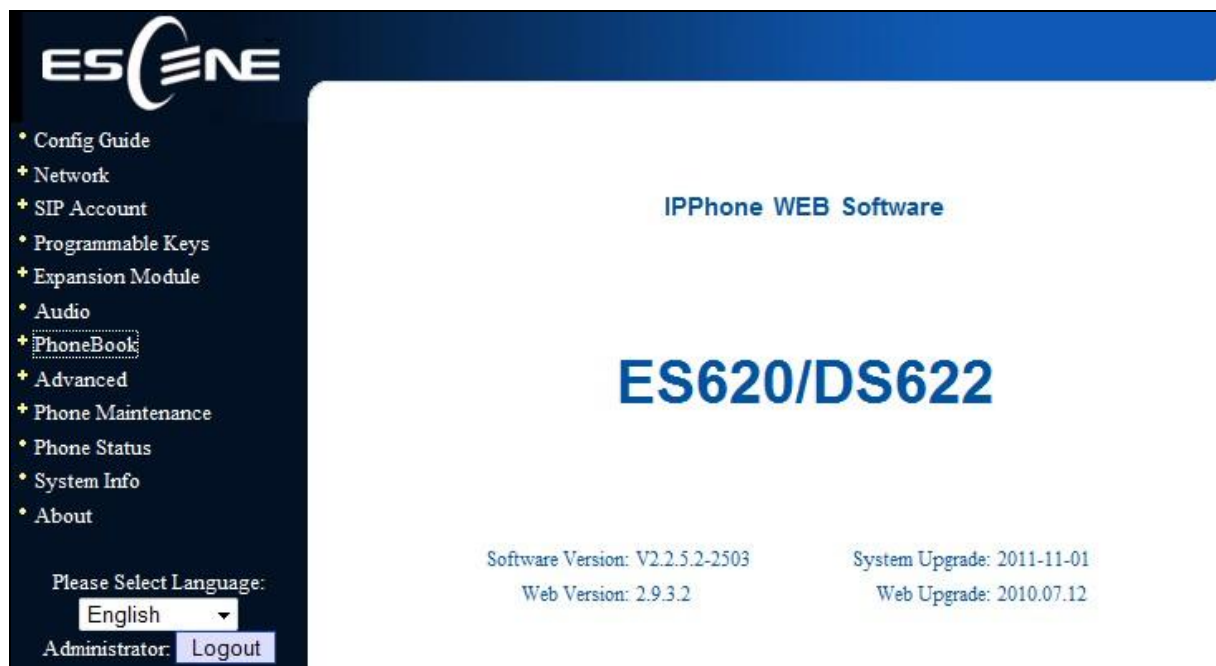 ESCENE
Config Guide
Network
SIP Account
Programmable Keys
Expansion Module
Audio
PhoneBook
Advanced
Phone Maintenance
Phone Status
System Info
About
Please Select Language:
English
Administrator: Logout
IPPhone WEB Software
ES620/DS622
Software Version: V2.2.5.2-2503 System Upgrade: 2011-11-01
Web Version: 2.9.3.2 Web Upgrade: 2010.07.12